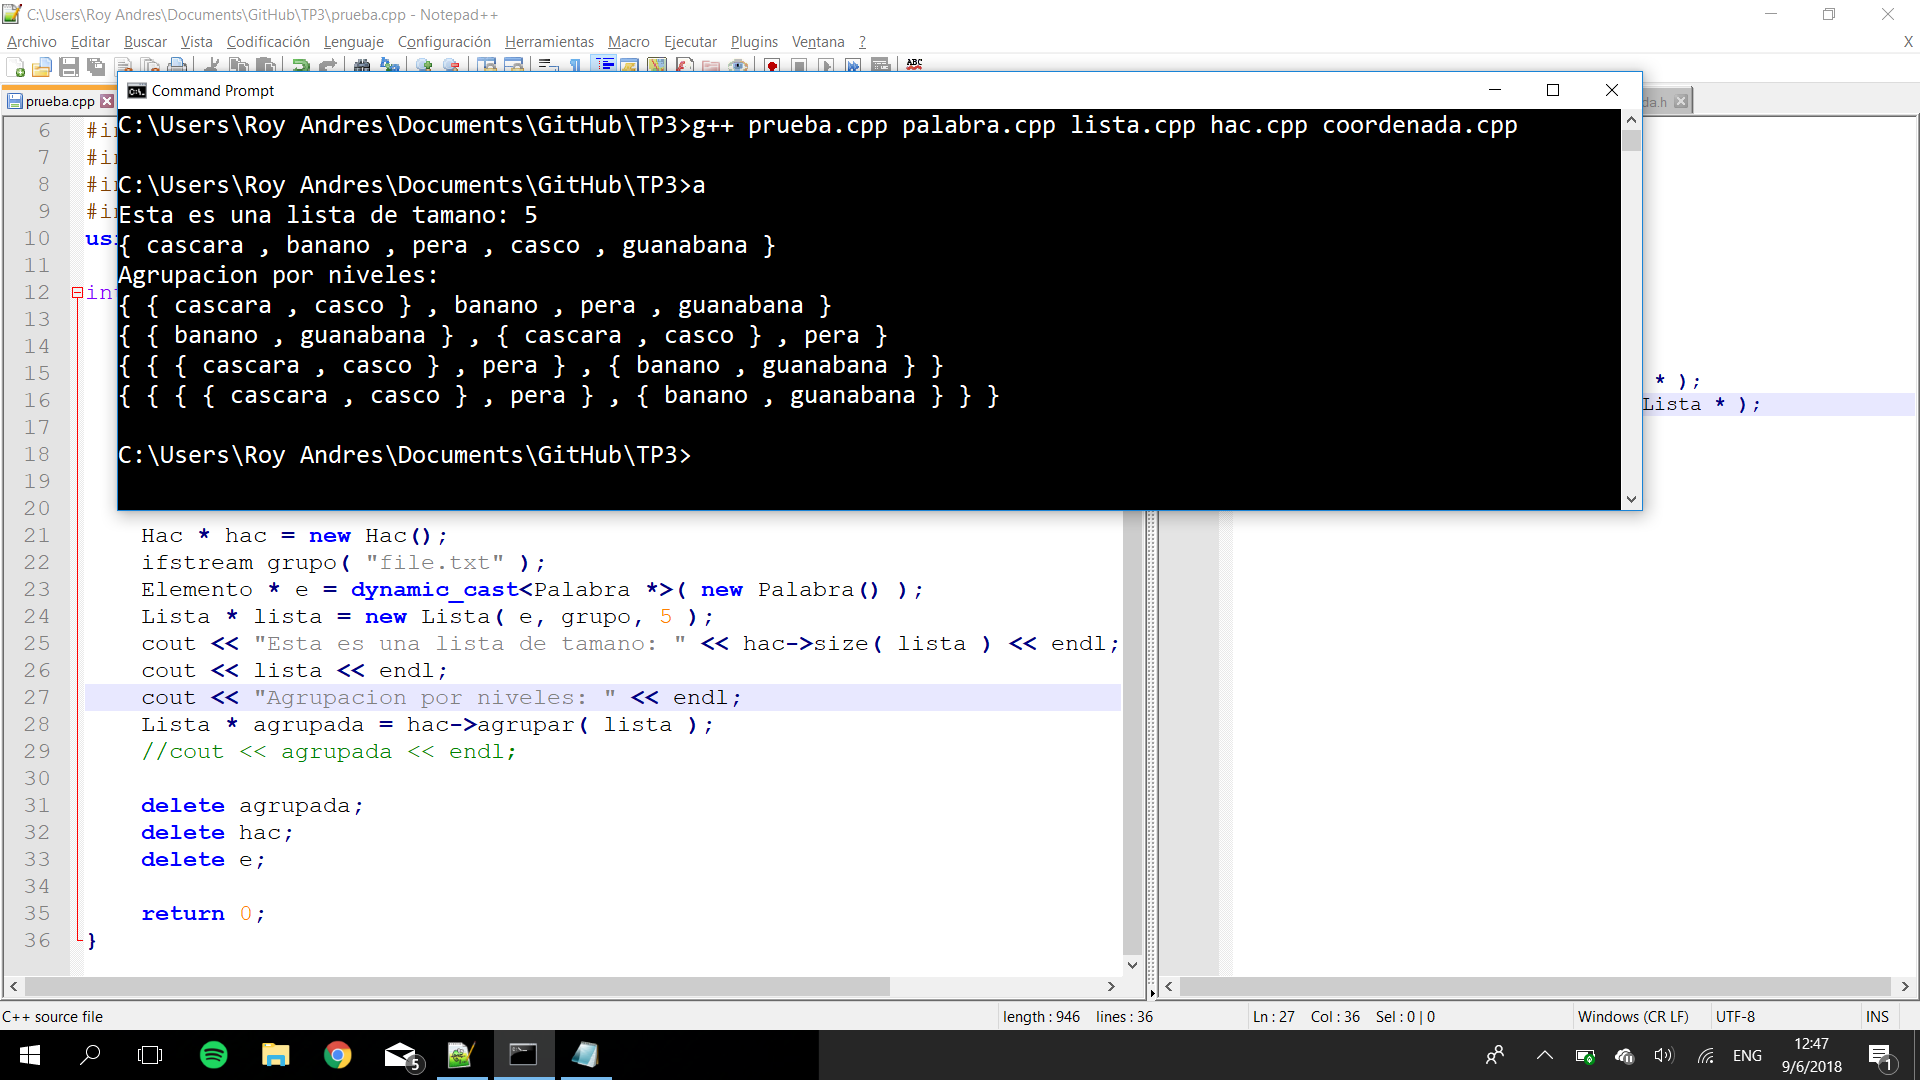 C:\Users\Roy Andres\Documents\GitHub\TP3\prueba.cpp - Notepad++
Archivo Editar Buscar Vista Codificación Lenguaje Configuración Herramientas Macro Ejecutar Plugins Ventana ? X
prueba.cpp
Command Prompt
da.h
C:\Users\Roy Andres\Documents\GitHub\TP3>g++ prueba.cpp palabra.cpp lista.cpp hac.cpp coordenada.cpp
C:\Users\Roy Andres\Documents\GitHub\TP3>a
Esta es una lista de tamano: 5
{ cascara , banano , pera , casco , guanabana }
Agrupacion por niveles:
{ { cascara , casco } , banano , pera , guanabana }
{ { banano , guanabana } , { cascara , casco } , pera }
{ { { cascara , casco } , pera } , { banano , guanabana } }
{ { { { cascara , casco } , pera } , { banano , guanabana } } }
C:\Users\Roy Andres\Documents\GitHub\TP3>
6 #i
7 #i
8 #i
9 #i
10 us
11
12 in
13
14
15
16
17
18
19
20
21 Hac * hac = new Hac();
22 ifstream grupo( "file.txt" );
23 Elemento * e = dynamic_cast<Palabra *>( new Palabra() );
24 Lista * lista = new Lista( e, grupo, 5 );
25 cout << "Esta es una lista de tamano: " << hac->size( lista ) << endl;
26 cout << lista << endl;
27 cout << "Agrupacion por niveles: " << endl;
28 Lista * agrupada = hac->agrupar( lista );
29 //cout << agrupada << endl;
30
31 delete agrupada;
32 delete hac;
33 delete e;
34
35 return 0;
36 }
* );
Lista * );
C++ source file length : 946 lines : 36 Ln : 27 Col : 36 Sel : 0 | 0 Windows (CR LF) UTF-8 INS
5 ENG 12:47
9/6/2018 1